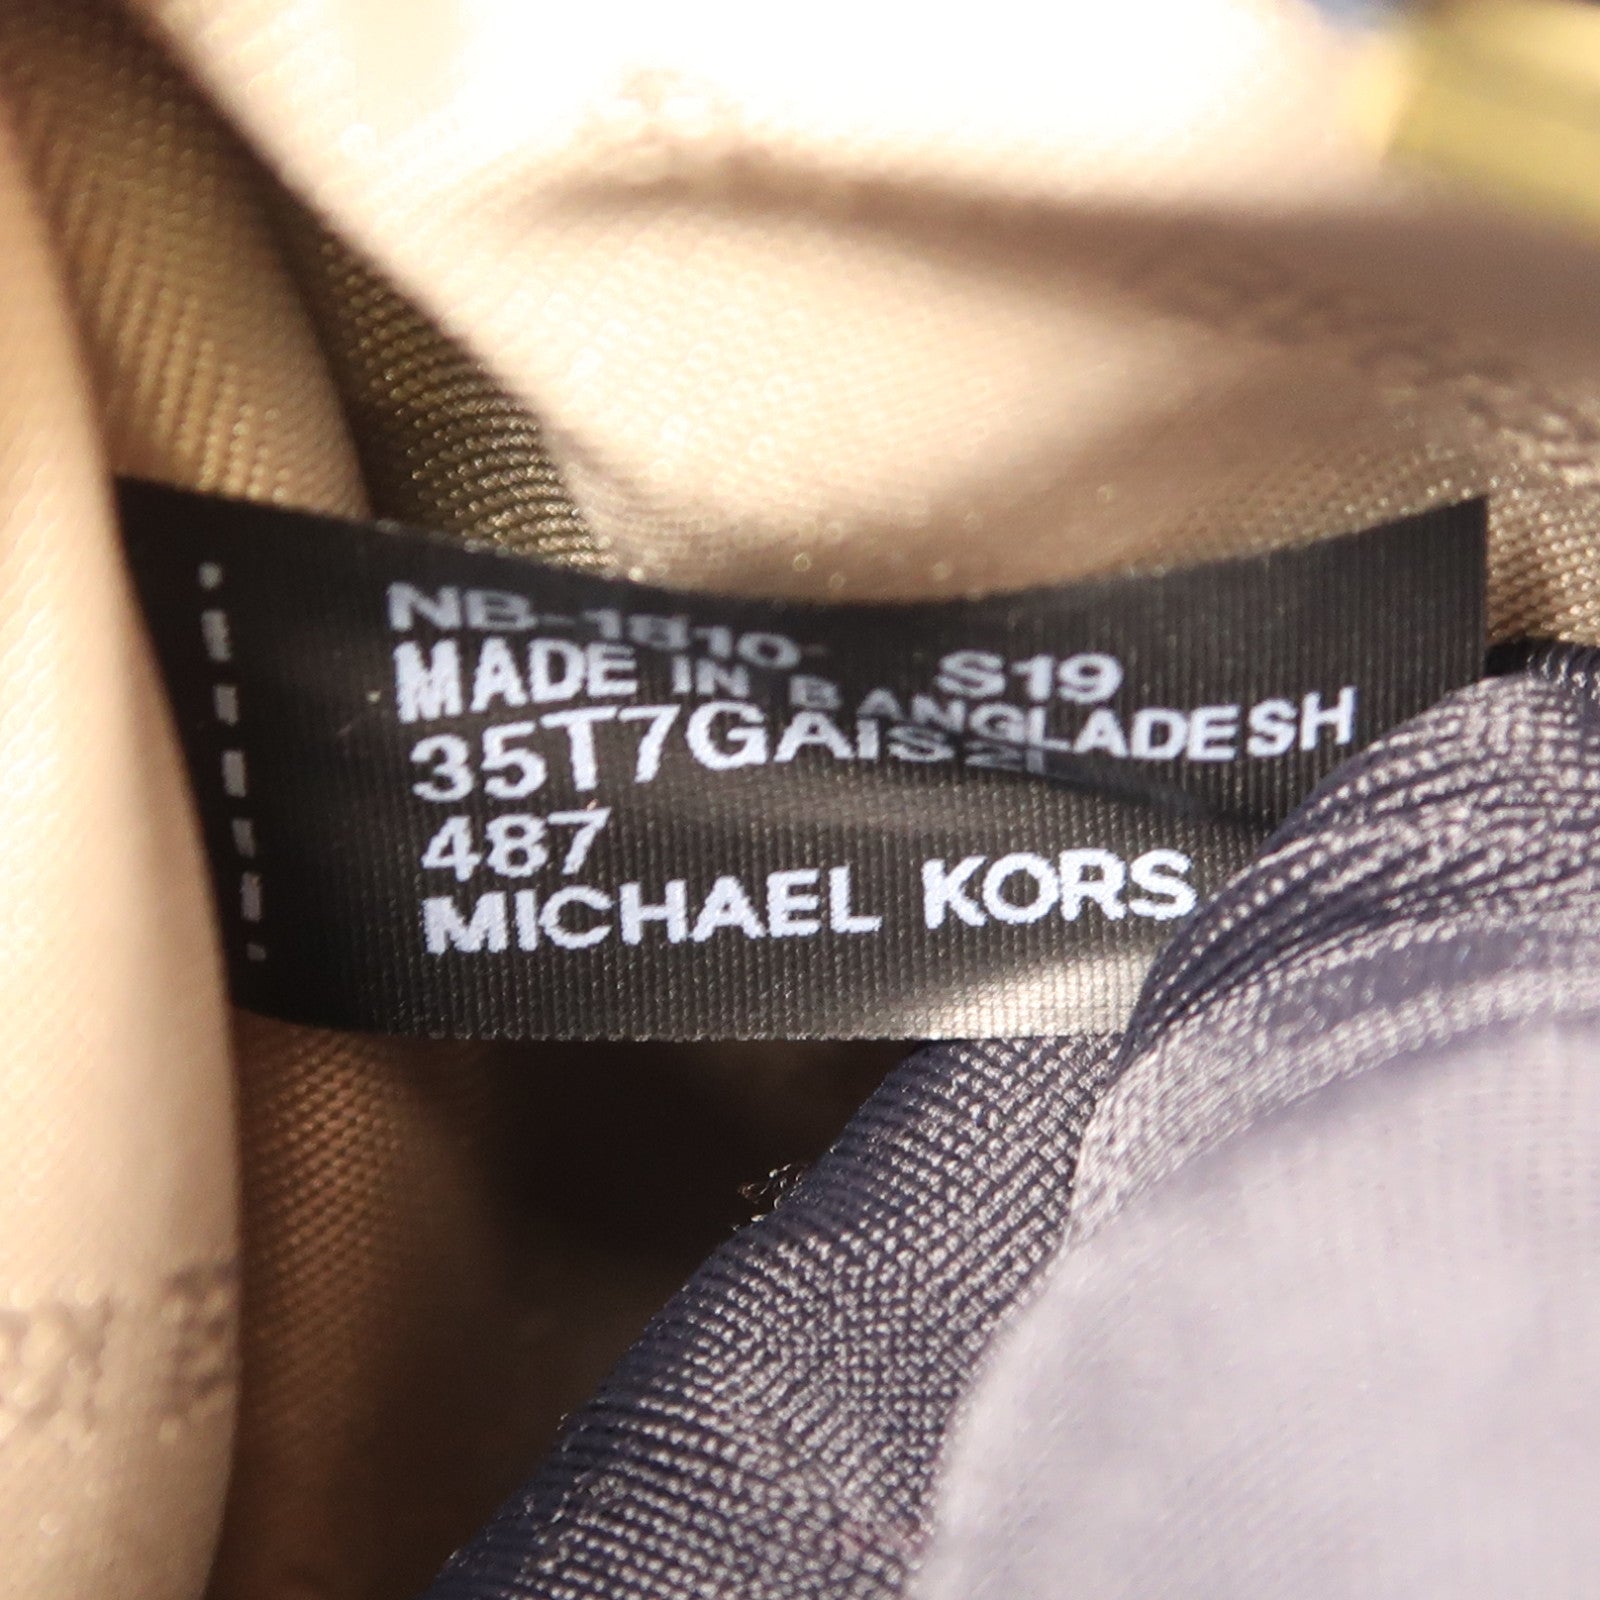 NB-1810 S19
MADE IN BANGLADESH
35T7GAIS2L
487
MICHAEL KORS